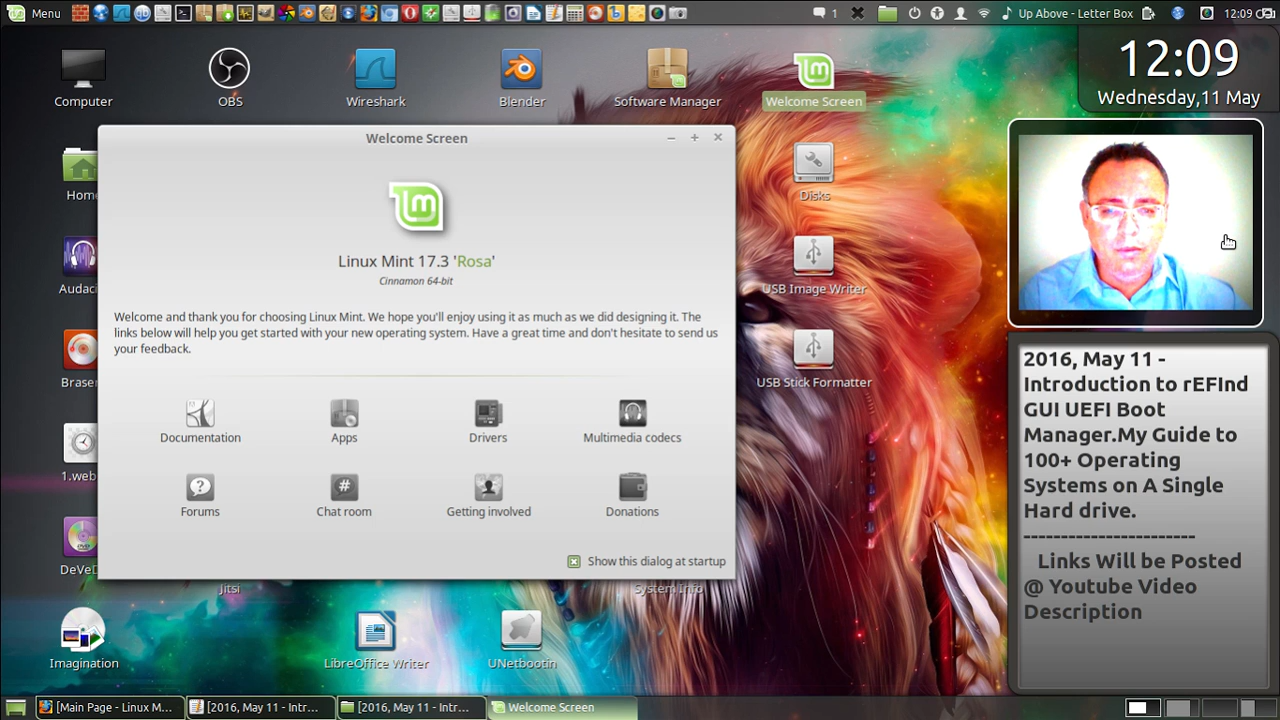 Menu
1
Up Above - Letter Box
12:09
Computer
OBS
Wireshark
Blender
Software Manager
Welcome Screen
12:09
Wednesday,11 May
Welcome Screen
Disks
Home
Linux Mint 17.3 'Rosa'
Cinnamon 64-bit
USB Image Writer
Audac
Welcome and thank you for choosing Linux Mint. We hope you'll enjoy using it as much as we did designing it. The
links below will help you get started with your new operating system. Have a great time and don't hesitate to send us
your feedback.
USB Stick Formatter
Braser
Documentation
Apps
Drivers
Multimedia codecs
1.web
Forums
Chat room
Getting involved
Donations
Show this dialog at startup
DeVeD
Jitsi
System Info
Imagination
LibreOffice Writer
UNetbootin
2016, May 11 -
Introduction to rEFInd
GUI UEFI Boot
Manager.My Guide to
100+ Operating
Systems on A Single
Hard drive.
-----------------------
Links Will be Posted
@ Youtube Video
Description
[Main Page - Linux M...
[2016, May 11 - Intr...
[2016, May 11 - Intr...
Welcome Screen